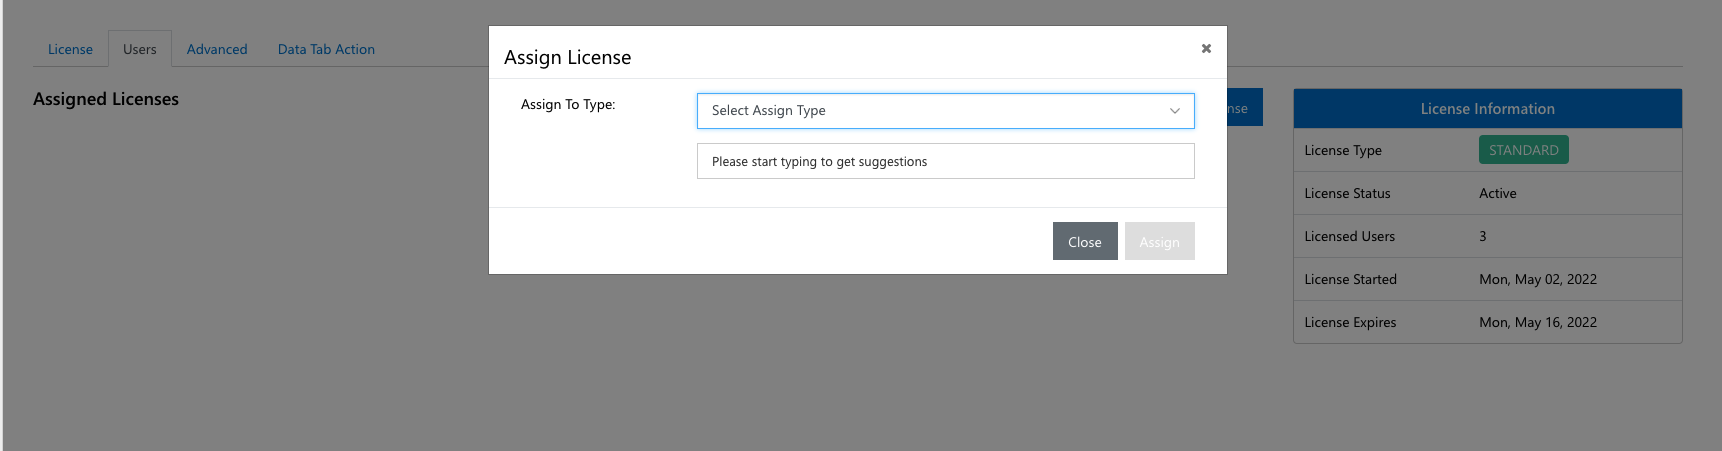 License Users Advanced Data Tab Action
Assigned Licenses
Assign License
Assign To Type:
Select Assign Type
Please start typing to get suggestions
Close Assign
License Information
License Type STANDARD
License Status Active
Licensed Users 3
License Started Mon, May 02, 2022
License Expires Mon, May 16, 2022